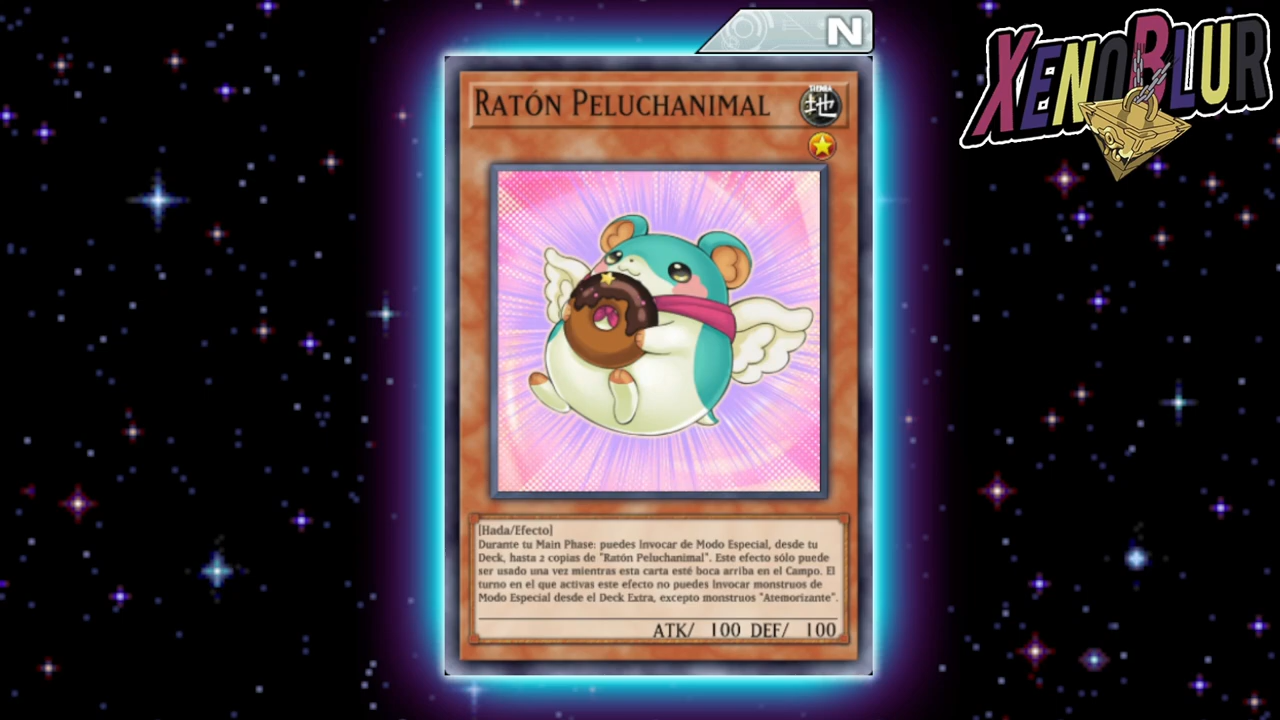 N
XENOBLUR
RATÓN PELUCHANIMAL
TIERRA
地
[Hada/Efecto]
Durante tu Main Phase: puedes Invocar de Modo Especial, desde tu
Deck, hasta 2 copias de "Ratón Peluchanimal". Este efecto sólo puede
ser usado una vez mientras esta carta esté boca arriba en el Campo. El
turno en el que activas este efecto no puedes Invocar monstruos de
Modo Especial desde el Deck Extra, excepto monstruos "Atemorizante".
ATK/ 100 DEF/ 100